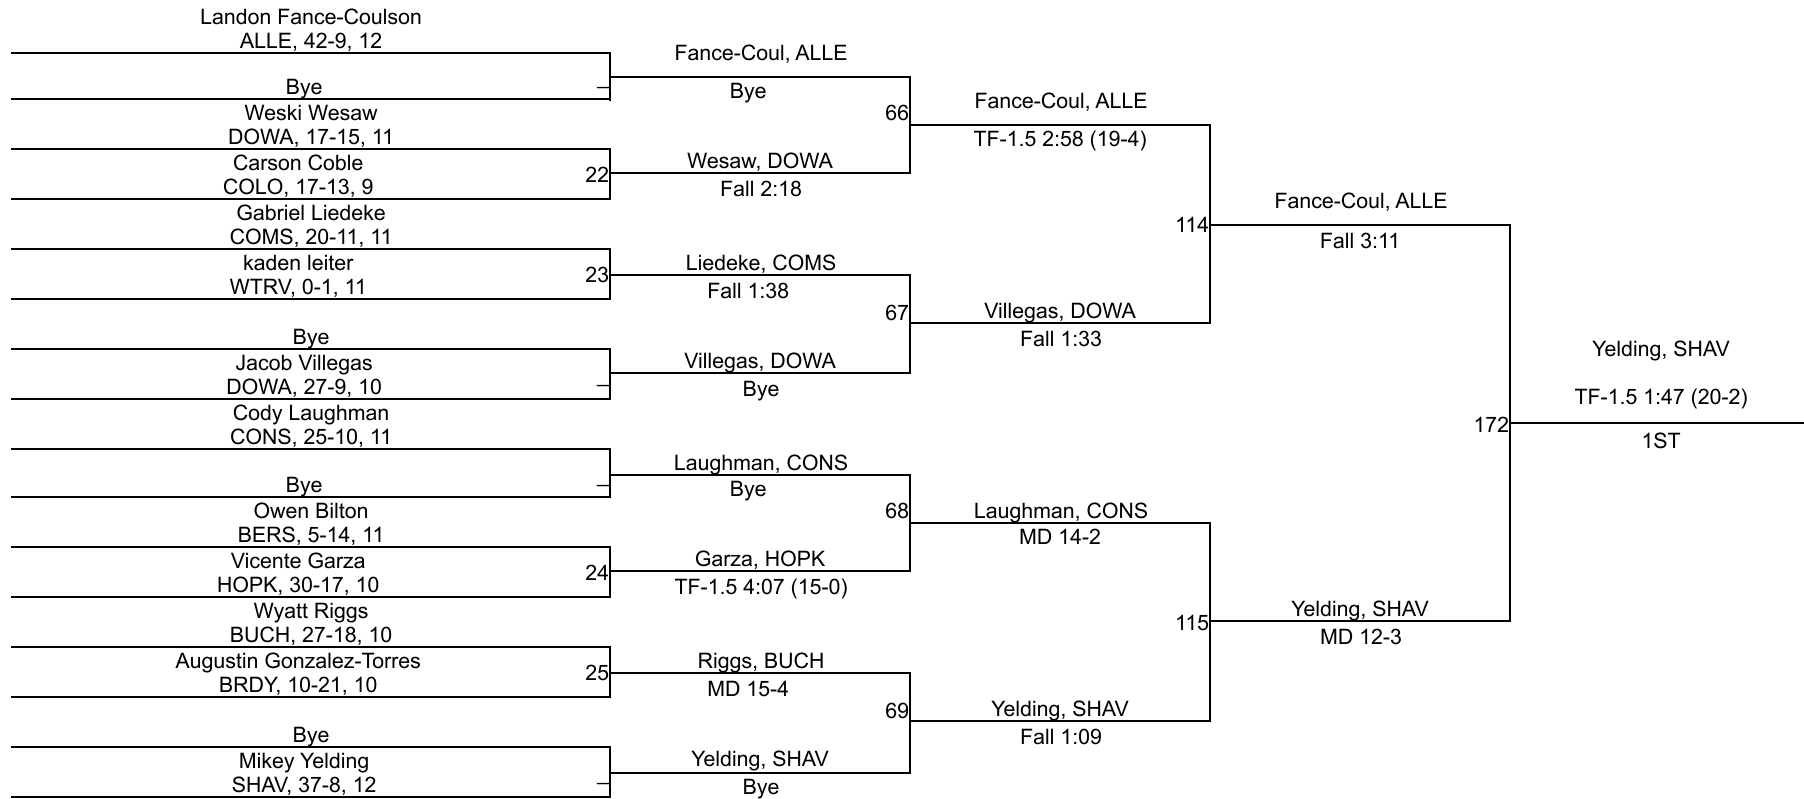 Landon Fance-Coulson
ALLE, 42-9, 12
Bye
Weski Wesaw
DOWA, 17-15, 11
Carson Coble
COLO, 17-13, 9
22
Gabriel Liedeke
COMS, 20-11, 11
kaden leiter
WTRV, 0-1, 11
23
Bye
Jacob Villegas
DOWA, 27-9, 10
Cody Laughman
CONS, 25-10, 11
Bye
Owen Bilton
BERS, 5-14, 11
Vicente Garza
HOPK, 30-17, 10
24
Wyatt Riggs
BUCH, 27-18, 10
Augustin Gonzalez-Torres
BRDY, 10-21, 10
25
Bye
Mikey Yelding
SHAV, 37-8, 12
Fance-Coul, ALLE
Bye
66
Wesaw, DOWA
Fall 2:18
Liedeke, COMS
Fall 1:38
67
Villegas, DOWA
Bye
Laughman, CONS
Bye
68
Garza, HOPK
TF-1.5 4:07 (15-0)
Riggs, BUCH
MD 15-4
69
Yelding, SHAV
Bye
Fance-Coul, ALLE
TF-1.5 2:58 (19-4)
114
Villegas, DOWA
Fall 1:33
Laughman, CONS
MD 14-2
115
Yelding, SHAV
Fall 1:09
Fance-Coul, ALLE
Fall 3:11
172
Yelding, SHAV
MD 12-3
Yelding, SHAV
TF-1.5 1:47 (20-2)
1ST